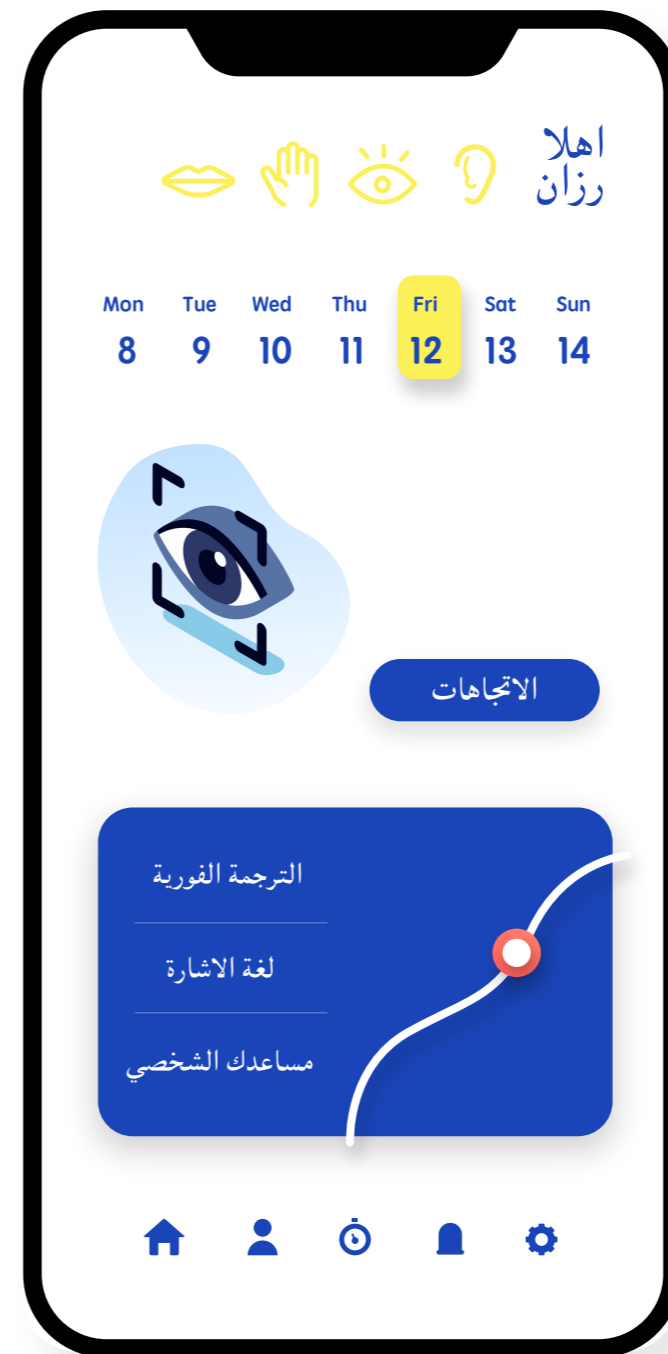 اهلا
رزان
Mon Tue Wed Thu Fri Sat Sun
8 9 10 11 12 13 14
الاتجاهات
الترجمة الفورية
لغة الاشارة
مساعدك الشخصي